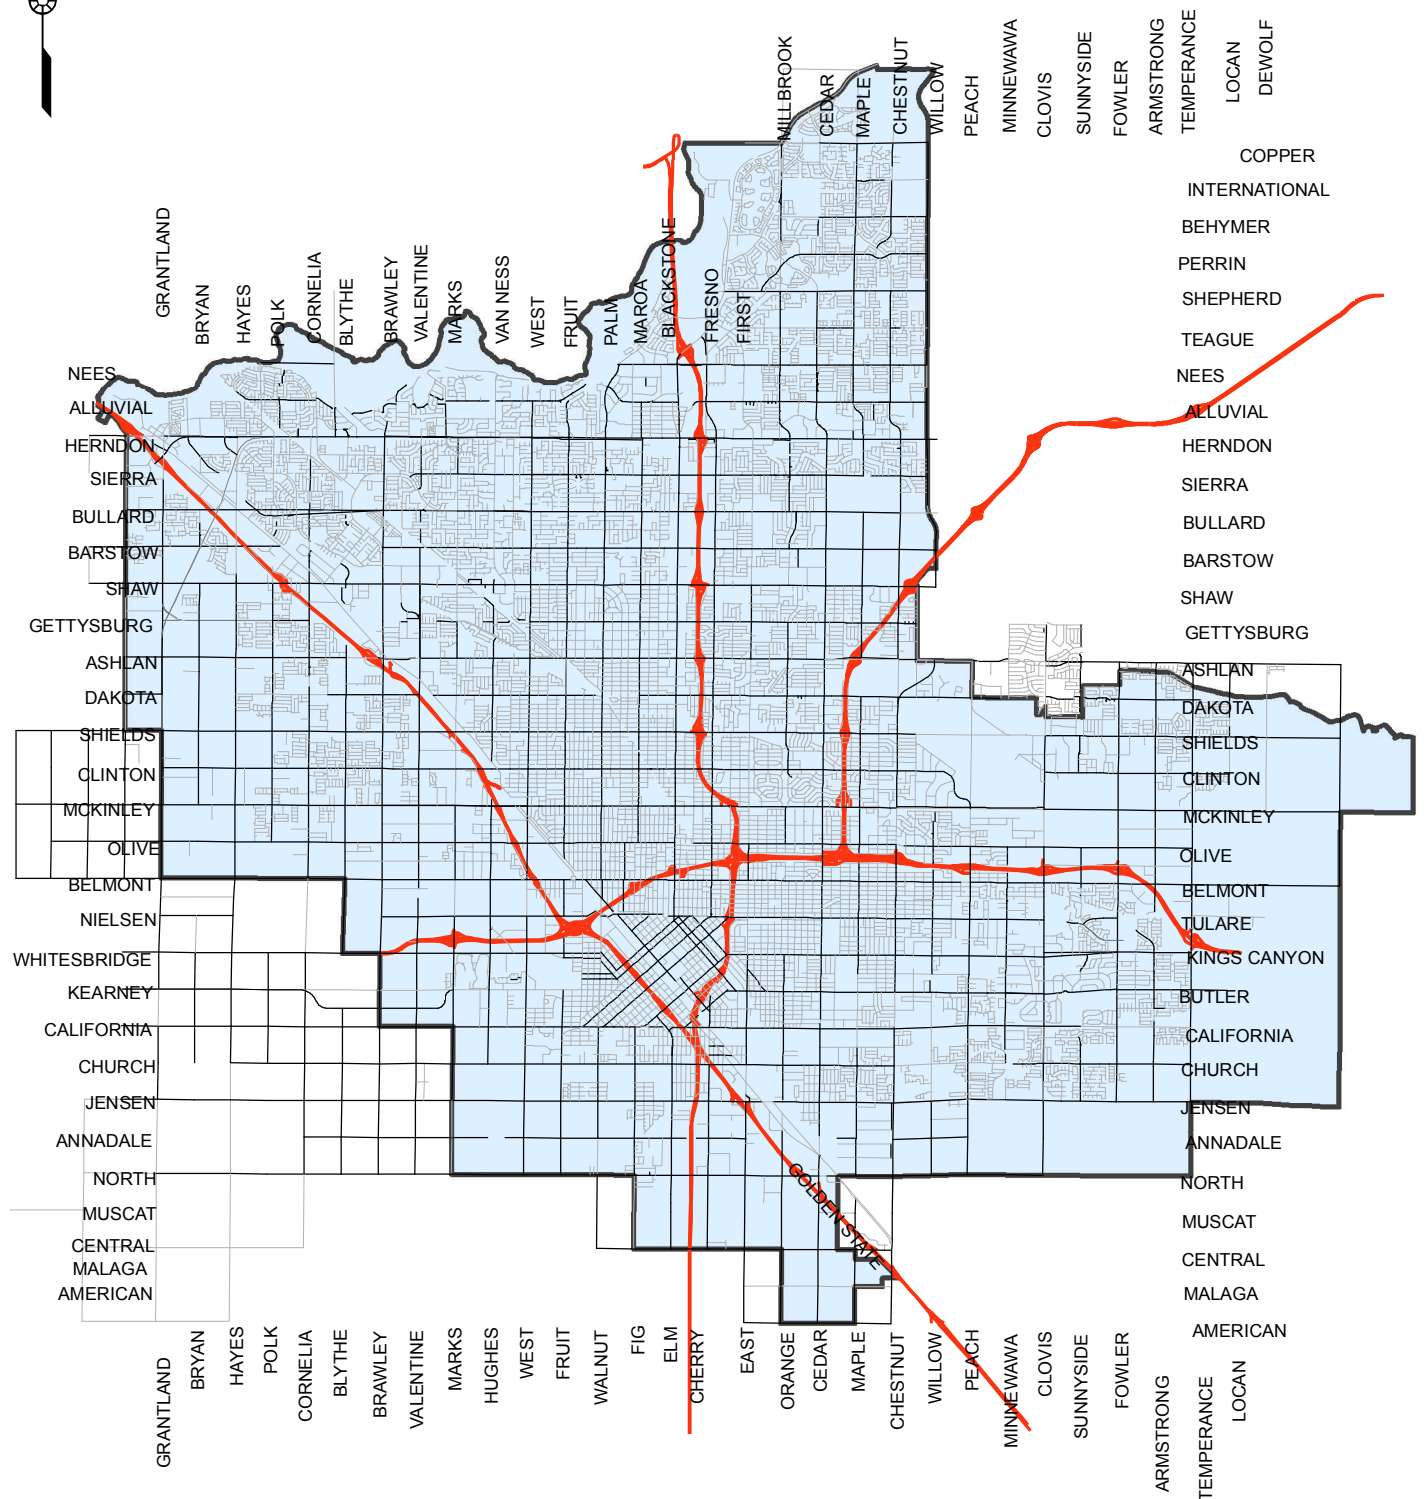 MILLBROOK
CEDAR
MAPLE
CHESTNUT
WILLOW
PEACH
MINNEWAWA
CLOVIS
SUNNYSIDE
FOWLER
ARMSTRONG
TEMPERANCE
LOCAN
DEWOLF
GRANTLAND
BRYAN
HAYES
POLK
CORNELIA
BLYTHE
BRAWLEY
VALENTINE
MARKS
VAN NESS
WEST
FRUIT
PALM
MAROA
BLACKSTONE
FRESNO
FIRST
NEES
ALLUVIAL
HERNDON
SIERRA
BULLARD
BARSTOW
SHAW
GETTYSBURG
ASHLAN
DAKOTA
SHIELDS
CLINTON
MCKINLEY
OLIVE
BELMONT
NIELSEN
WHITESBRIDGE
KEARNEY
CALIFORNIA
CHURCH
JENSEN
ANNADALE
NORTH
MUSCAT
CENTRAL
MALAGA
AMERICAN
COPPER
INTERNATIONAL
BEHYMER
PERRIN
SHEPHERD
TEAGUE
NEES
ALLUVIAL
HERNDON
SIERRA
BULLARD
BARSTOW
SHAW
GETTYSBURG
ASHLAN
DAKOTA
SHIELDS
CLINTON
MCKINLEY
OLIVE
BELMONT
TULARE
KINGS CANYON
BUTLER
CALIFORNIA
CHURCH
JENSEN
ANNADALE
NORTH
MUSCAT
CENTRAL
MALAGA
AMERICAN
GOLDEN STATE
GRANTLAND
BRYAN
HAYES
POLK
CORNELIA
BLYTHE
BRAWLEY
VALENTINE
MARKS
HUGHES
WEST
FRUIT
WALNUT
FIG
ELM
CHERRY
EAST
ORANGE
CEDAR
MAPLE
CHESTNUT
WILLOW
PEACH
MINNEWAWA
CLOVIS
SUNNYSIDE
FOWLER
ARMSTRONG
TEMPERANCE
LOCAN